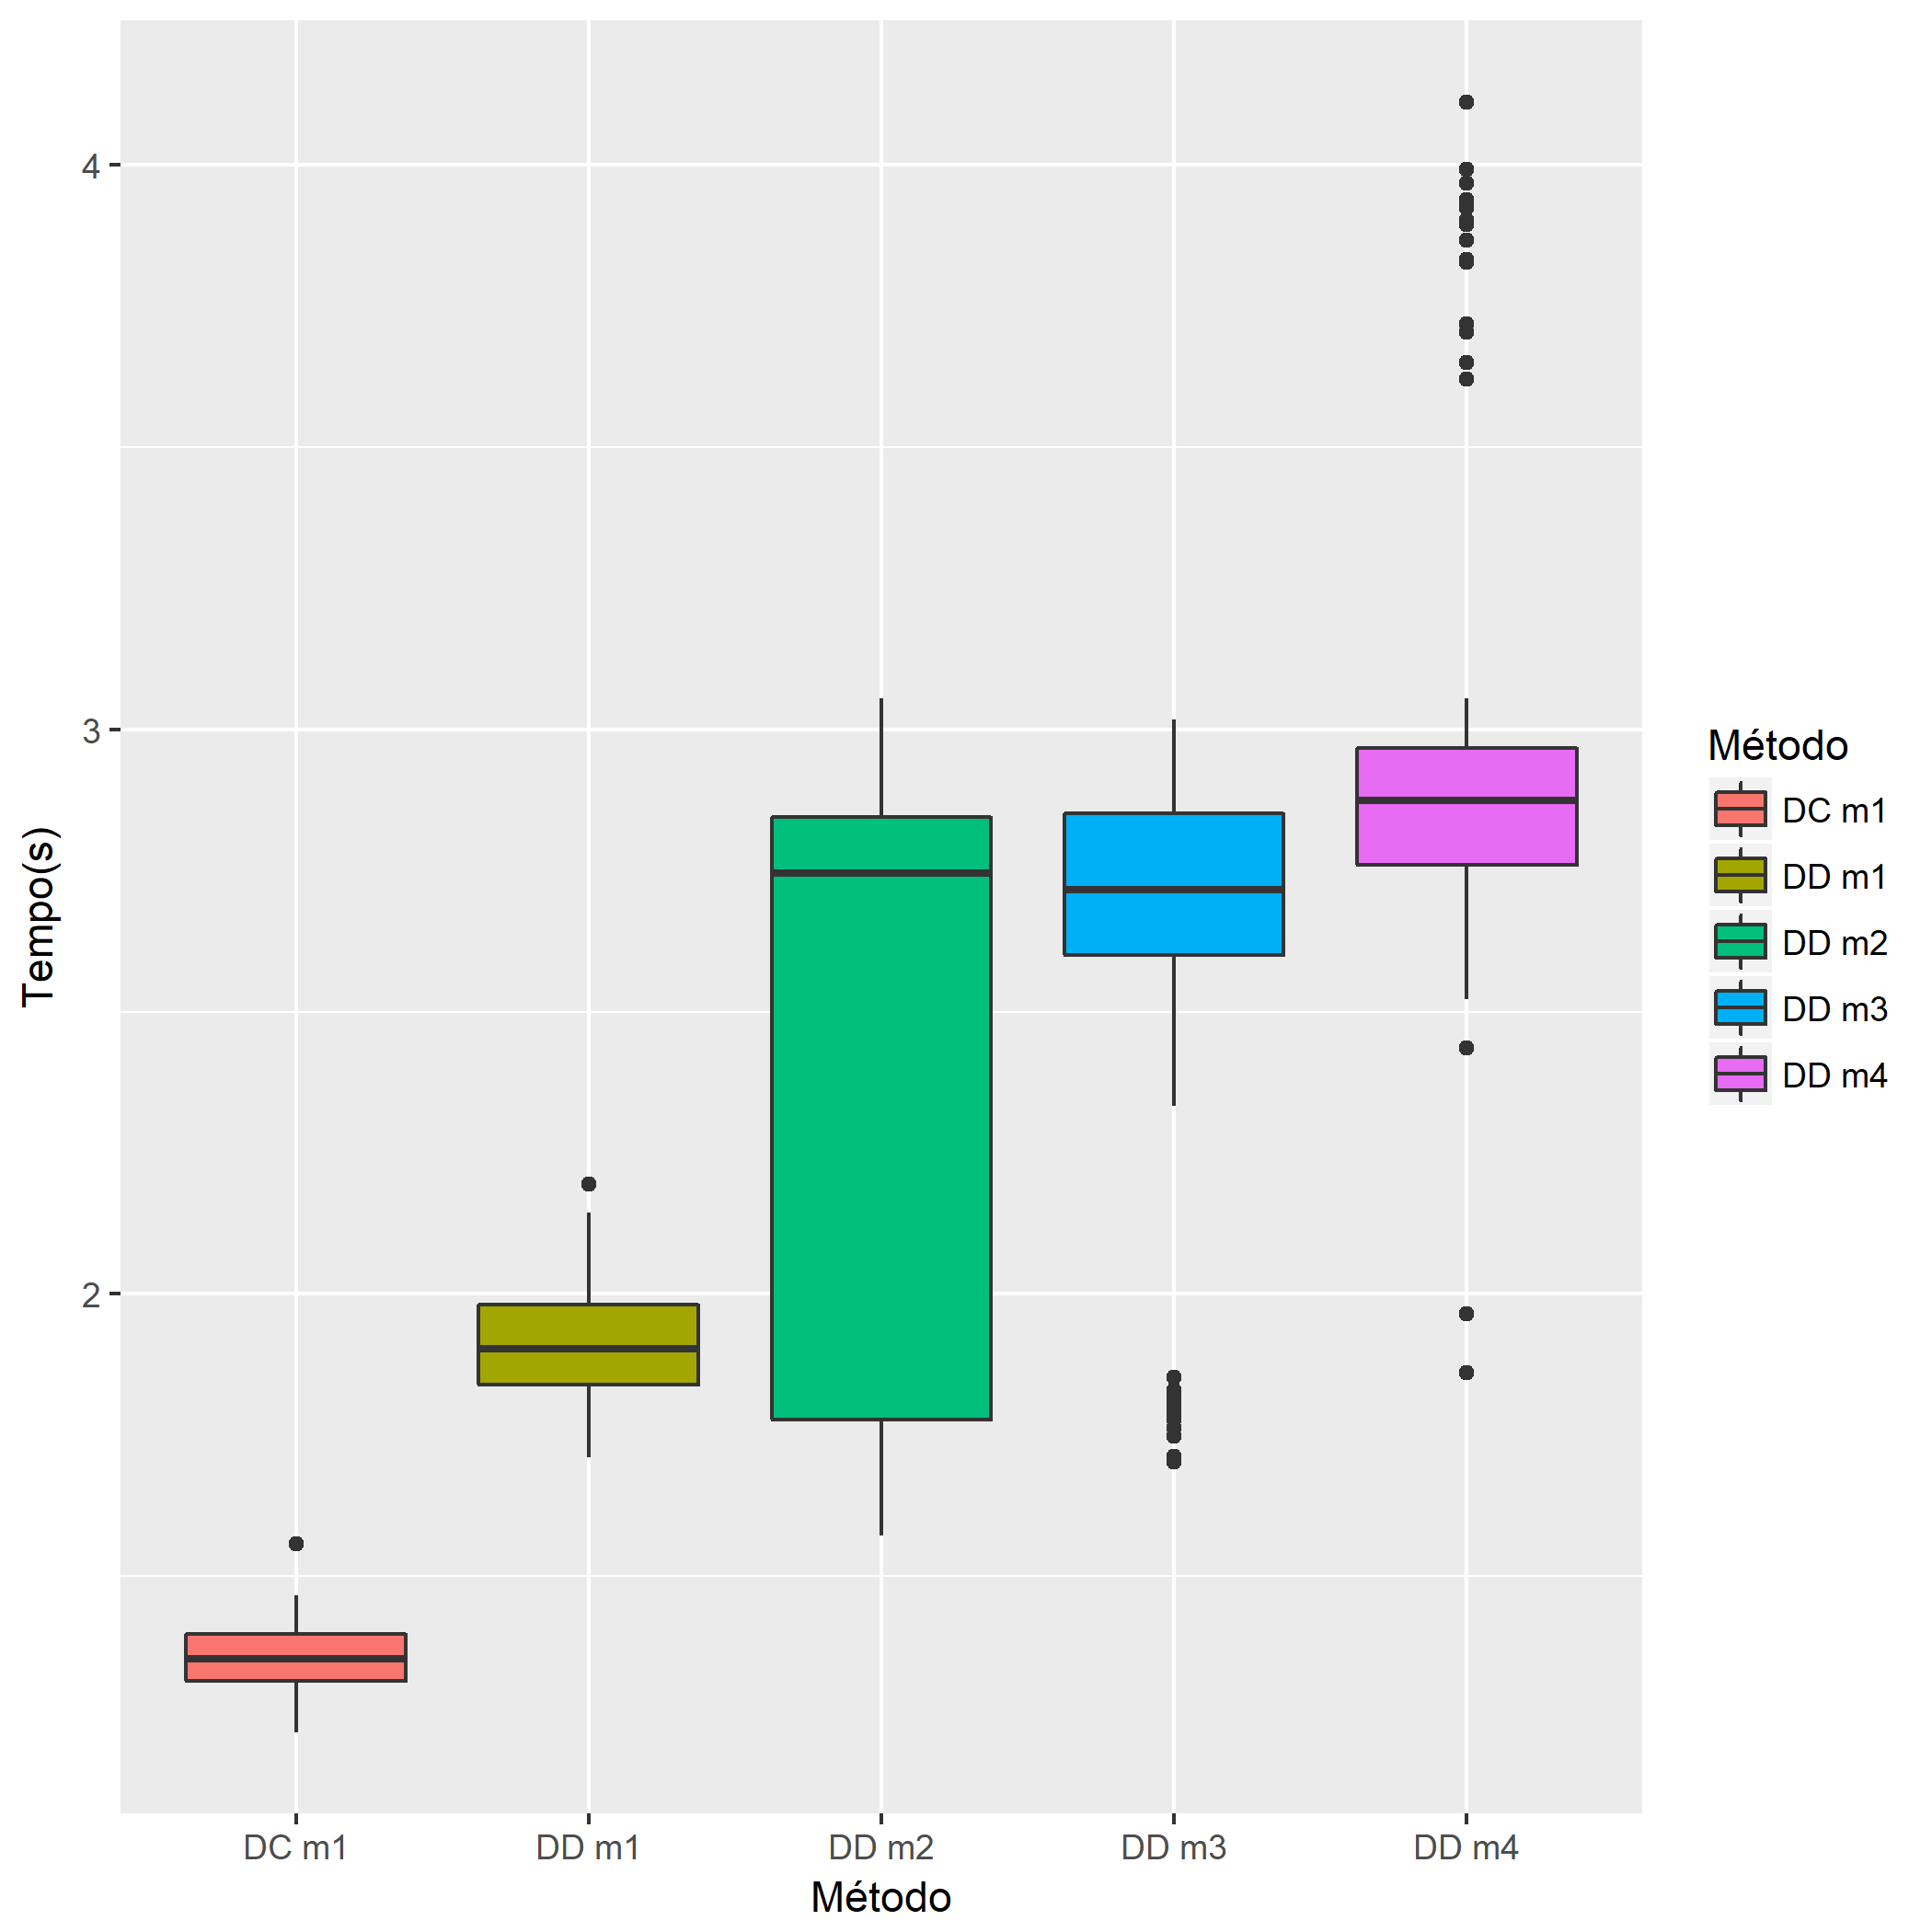 4
3
2
Tempo(s)
DC m1
DD m1
DD m2
DD m3
DD m4
Método
Método
DC m1
DD m1
DD m2
DD m3
DD m4